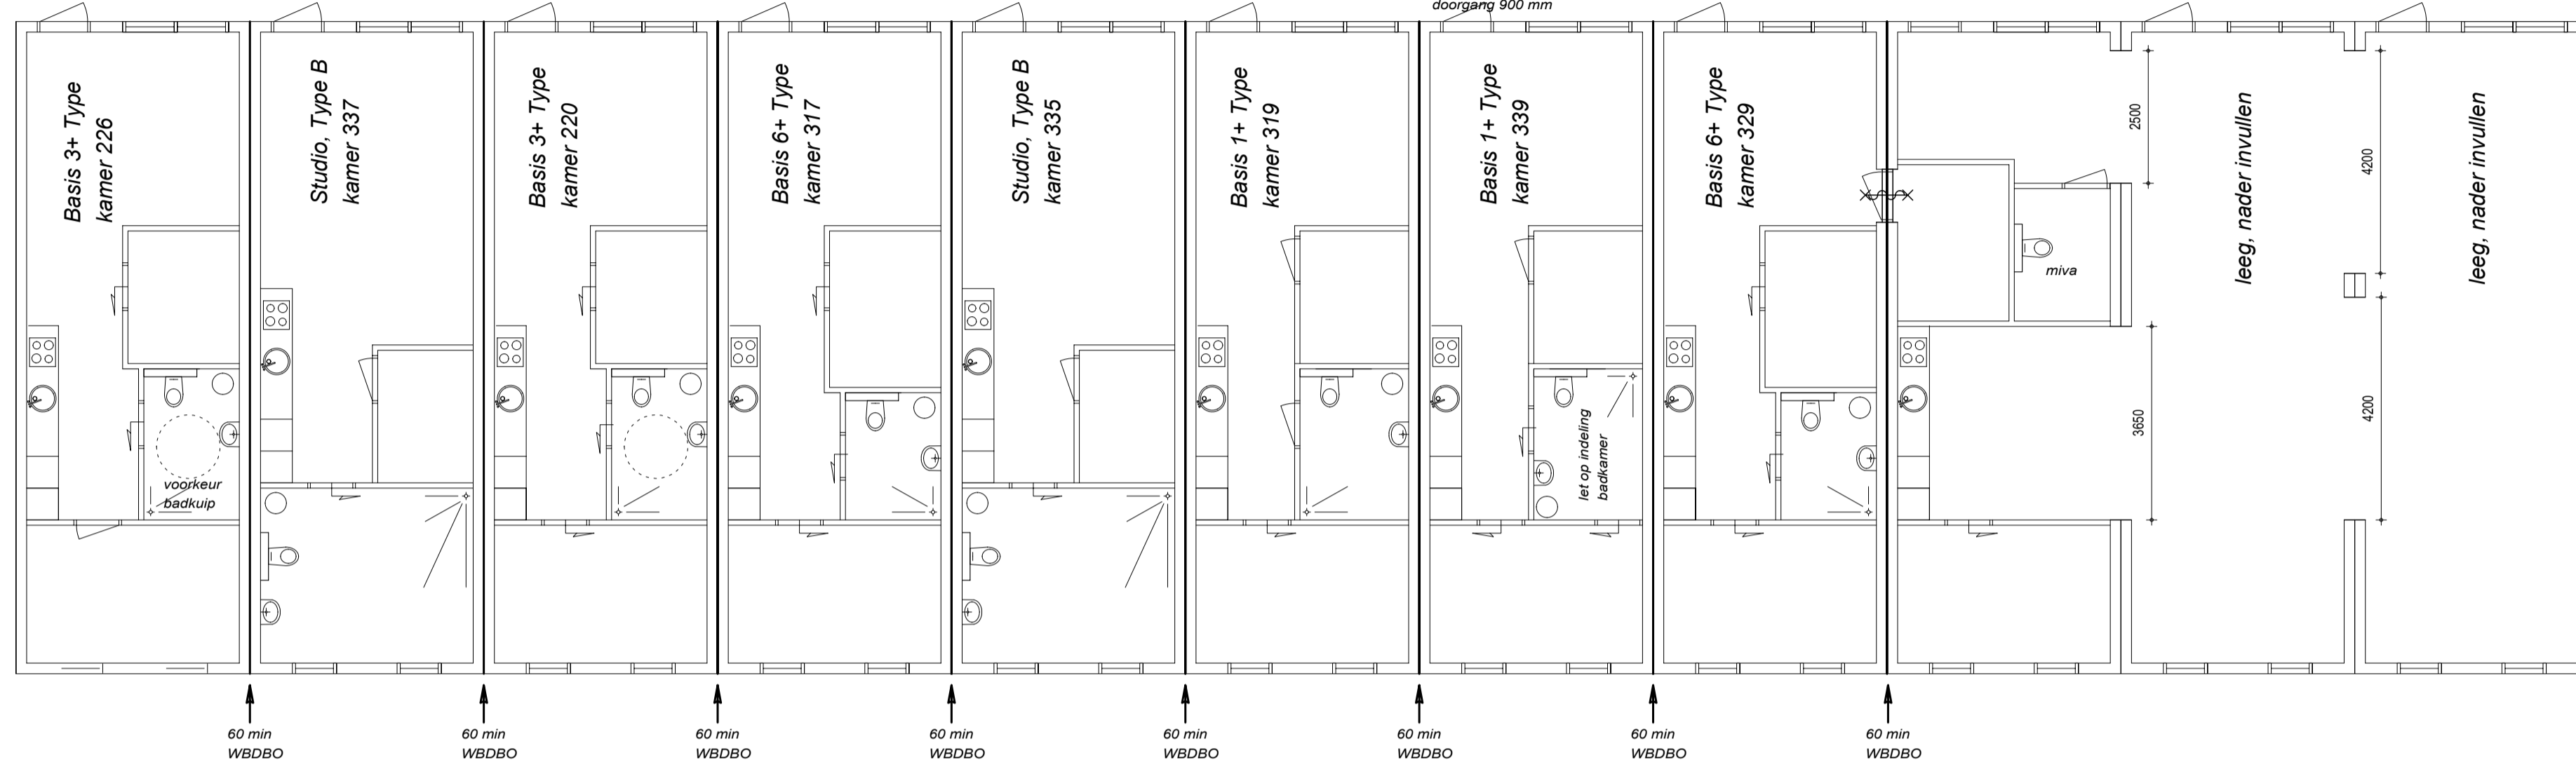 doorgang 900 mm
Basis 3+ Type
kamer 226
Studio, Type B
kamer 337
Basis 3+ Type
kamer 220
Basis 6+ Type
kamer 317
Studio, Type B
kamer 335
Basis 1+ Type
kamer 319
Basis 1+ Type
kamer 339
Basis 6+ Type
kamer 329
2500
leeg, nader invullen
4200
leeg, nader invullen
miva
voorkeur
badkuip
let op indeling
badkamer
3650
4200
60 min
WBDBO
60 min
WBDBO
60 min
WBDBO
60 min
WBDBO
60 min
WBDBO
60 min
WBDBO
60 min
WBDBO
60 min
WBDBO